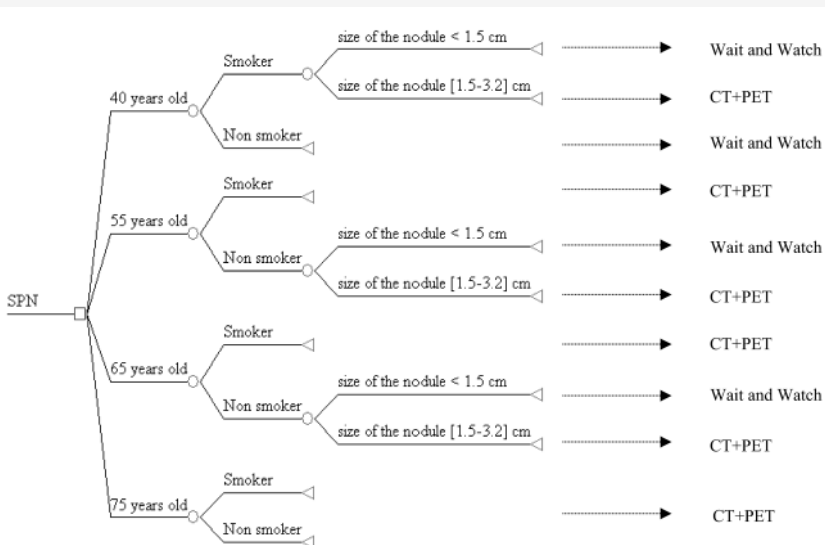 size of the nodule < 1.5 cm
Wait and Watch
Smoker
size of the nodule [1.5-3.2] cm
CT+PET
40 years old
Non smoker
Wait and Watch
Smoker
CT+PET
55 years old
size of the nodule < 1.5 cm
Wait and Watch
Non smoker
size of the nodule [1.5-3.2] cm
CT+PET
SPN
Smoker
CT+PET
65 years old
size of the nodule < 1.5 cm
Wait and Watch
Non smoker
size of the nodule [1.5-3.2] cm
CT+PET
Smoker
75 years old
CT+PET
Non smoker